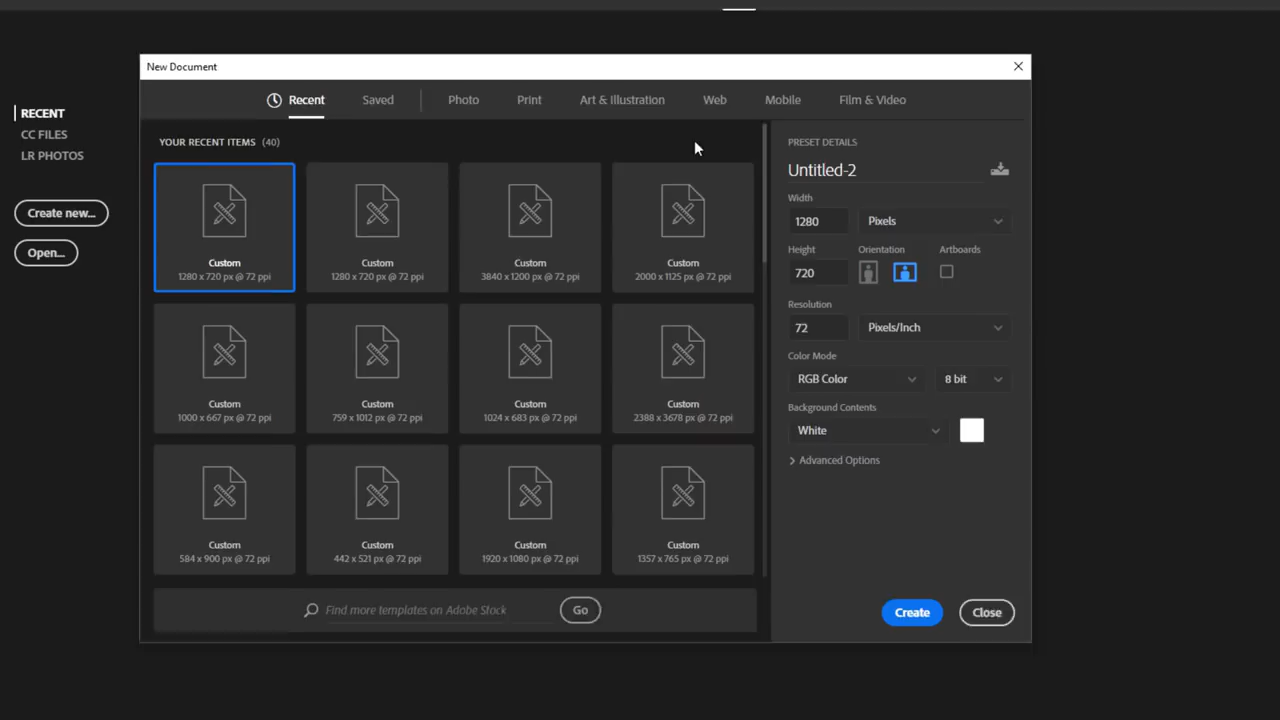 New Document
RECENT
CC FILES
LR PHOTOS
Create new...
Open...
Recent Saved Photo Print Art & Illustration Web Mobile Film & Video
YOUR RECENT ITEMS (40)
Custom
1280 x 720 px @ 72 ppi
Custom
1280 x 720 px @ 72 ppi
Custom
3840 x 1200 px @ 72 ppi
Custom
2000 x 1125 px @ 72 ppi
Custom
1000 x 667 px @ 72 ppi
Custom
759 x 1012 px @ 72 ppi
Custom
1024 x 683 px @ 72 ppi
Custom
2388 x 3678 px @ 72 ppi
Custom
584 x 900 px @ 72 ppi
Custom
442 x 521 px @ 72 ppi
Custom
1920 x 1080 px @ 72 ppi
Custom
1357 x 765 px @ 72 ppi
Find more templates on Adobe Stock
Go
PRESET DETAILS
Untitled-2
Width
1280 Pixels
Height Orientation Artboards
720
Resolution
72 Pixels/Inch
Color Mode
RGB Color 8 bit
Background Contents
White
Advanced Options
Create Close